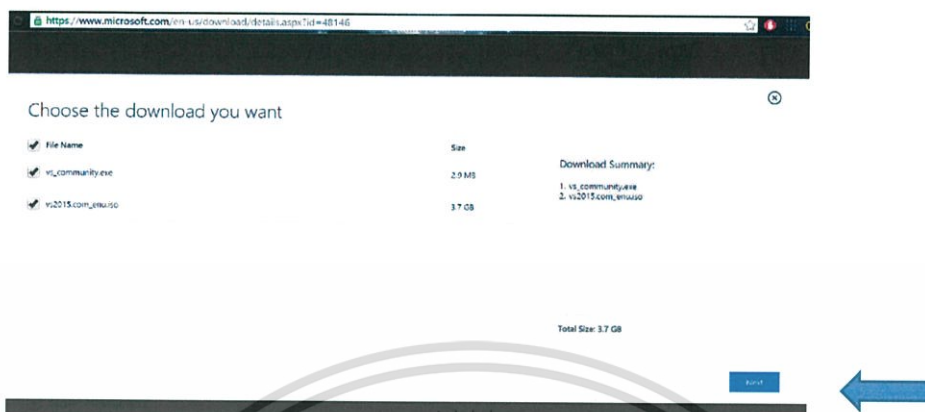 https://www.microsoft.com/en-us/download/details.aspx?id=48146
Choose the download you want
File Name
Size
vs_community.exe
2.9 MB
vs2015.com_enu.iso
3.7 GB
Download Summary:
1. vs_community.exe
2. vs2015.com_enu.iso
Total Size: 3.7 GB
Next